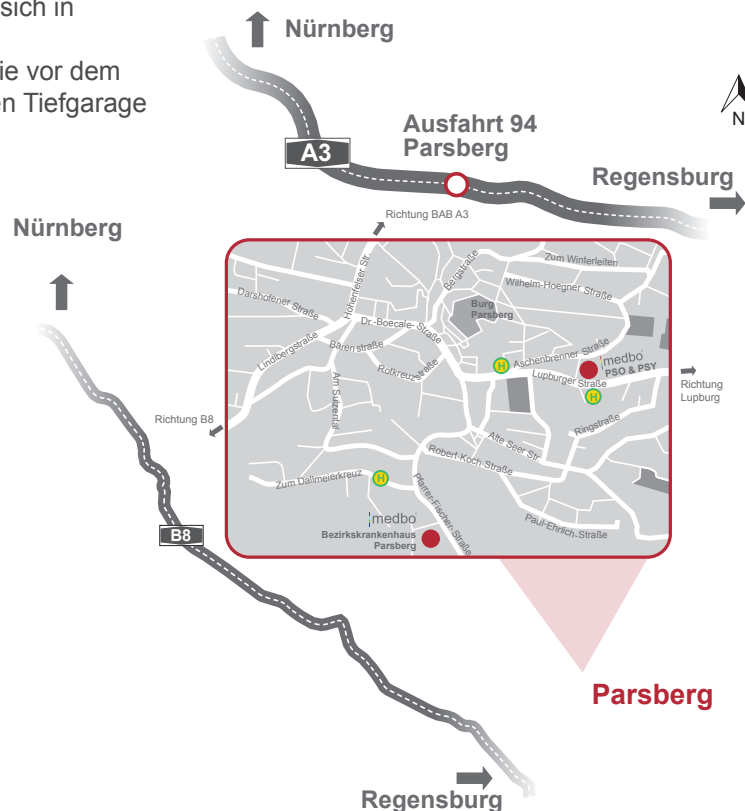 sich in
ie vor dem
en Tiefgarage
Nürnberg
N
A3
Ausfahrt 94
Parsberg
Regensburg
Nürnberg
Richtung BAB A3
Zum Winterleiten
Bergstraße
Wilhelm-Hoegner-Straße
Hohenfelser Str.
Darshofener Straße
Burg
Parsberg
Dr.-Boecale-Straße
Lindbergstraße
Bärenstraße
Rotkreuzstraße
H
Aschenbrenner Straße
medbo
PSO & PSY
Lupburger Straße
H
Richtung
Lupburg
Am Sulzental
Richtung B8
Ringstraße
Alte Seer Str.
Robert-Koch-Straße
Zum Dallmeierkreuz
H
Pfarrer-Fischer-Straße
Paul-Ehrlich-Straße
medbo
Bezirkskrankenhaus
Parsberg
B8
Parsberg
Regensburg